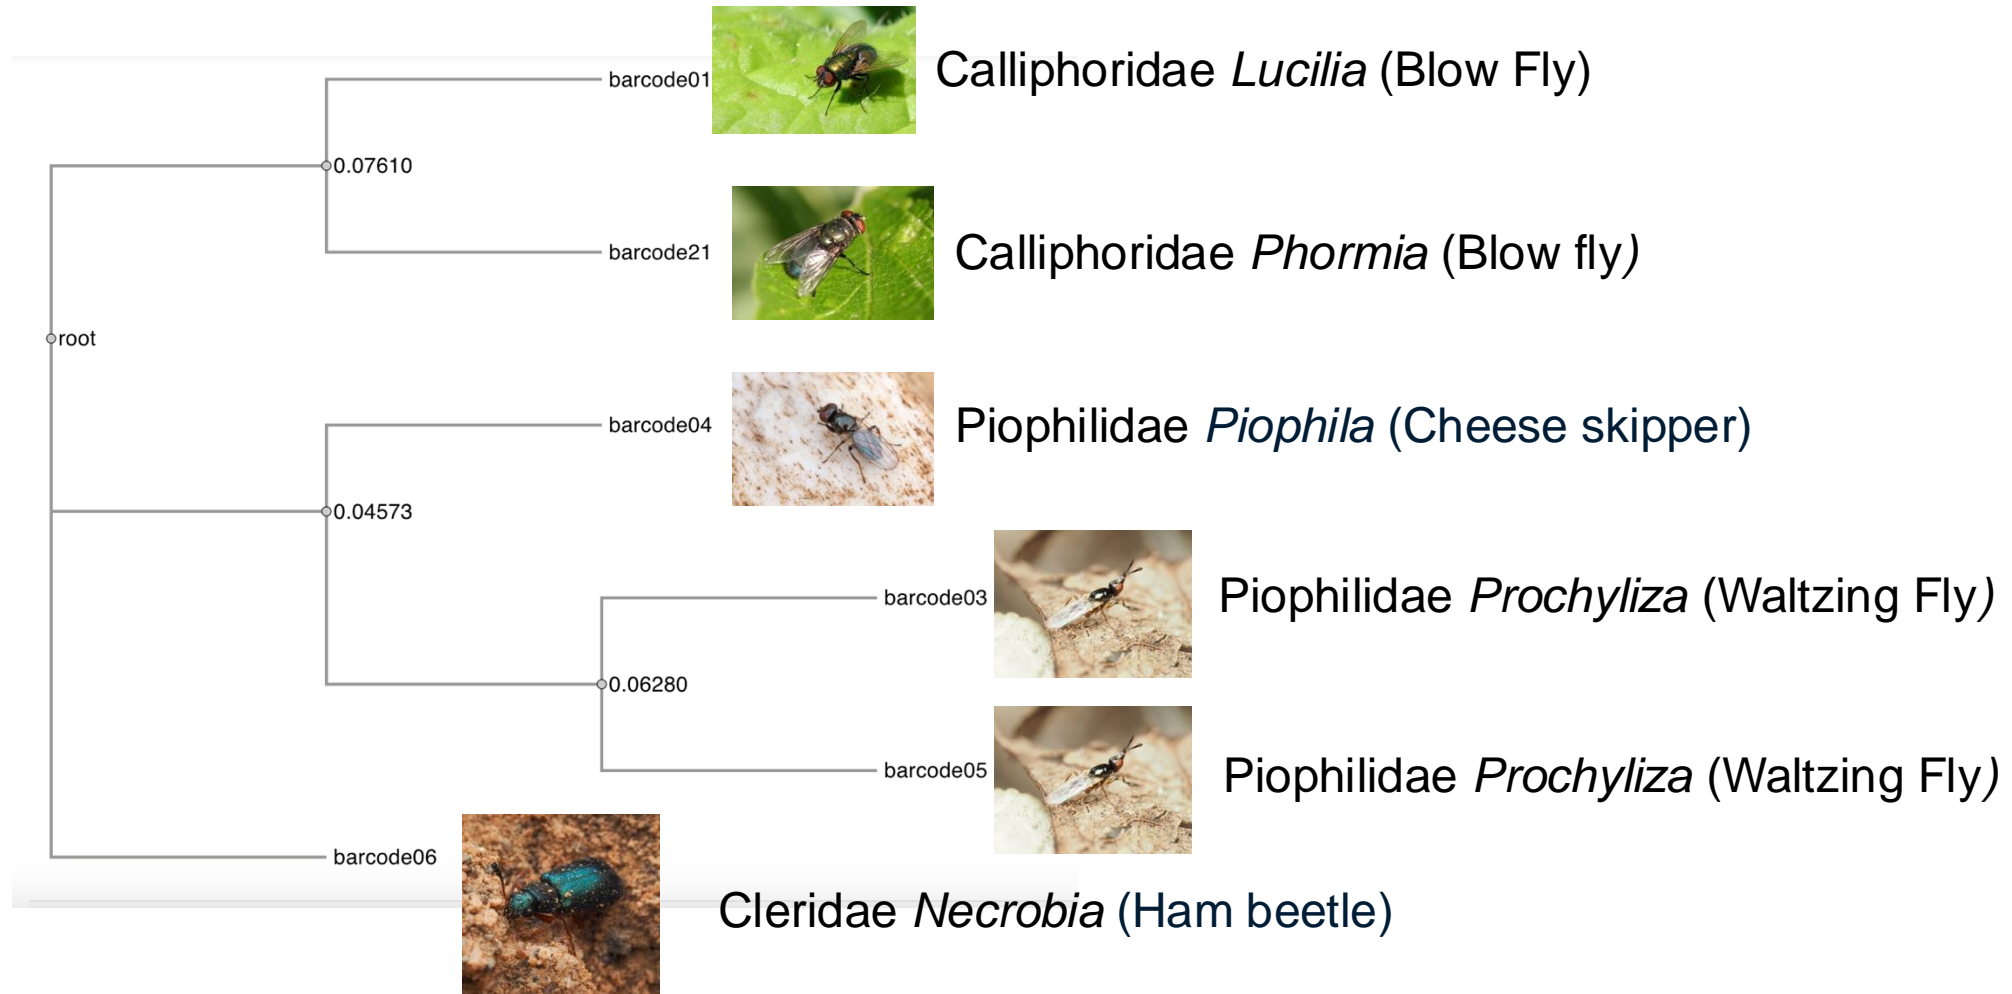 barcode01
Calliphoridae Lucilia (Blow Fly)
0.07610
barcode21
Calliphoridae Phormia (Blow fly)
root
barcode04
Piophilidae Piophila (Cheese skipper)
0.04573
barcode03
Piophilidae Prochyliza (Waltzing Fly)
0.06280
barcode05
Piophilidae Prochyliza (Waltzing Fly)
barcode06
Cleridae Necrobia (Ham beetle)